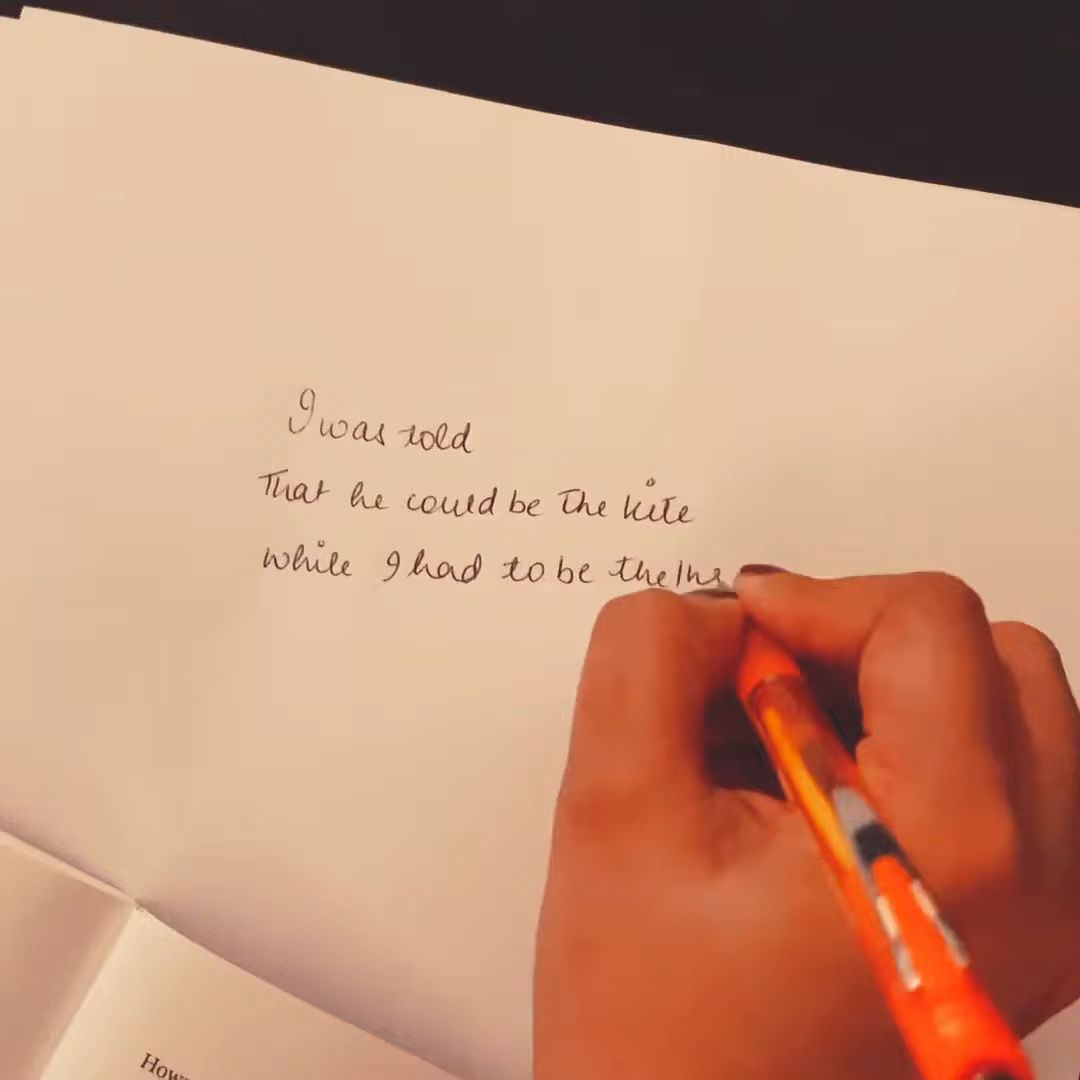 I was told
That he could be the kite
while I had to be the